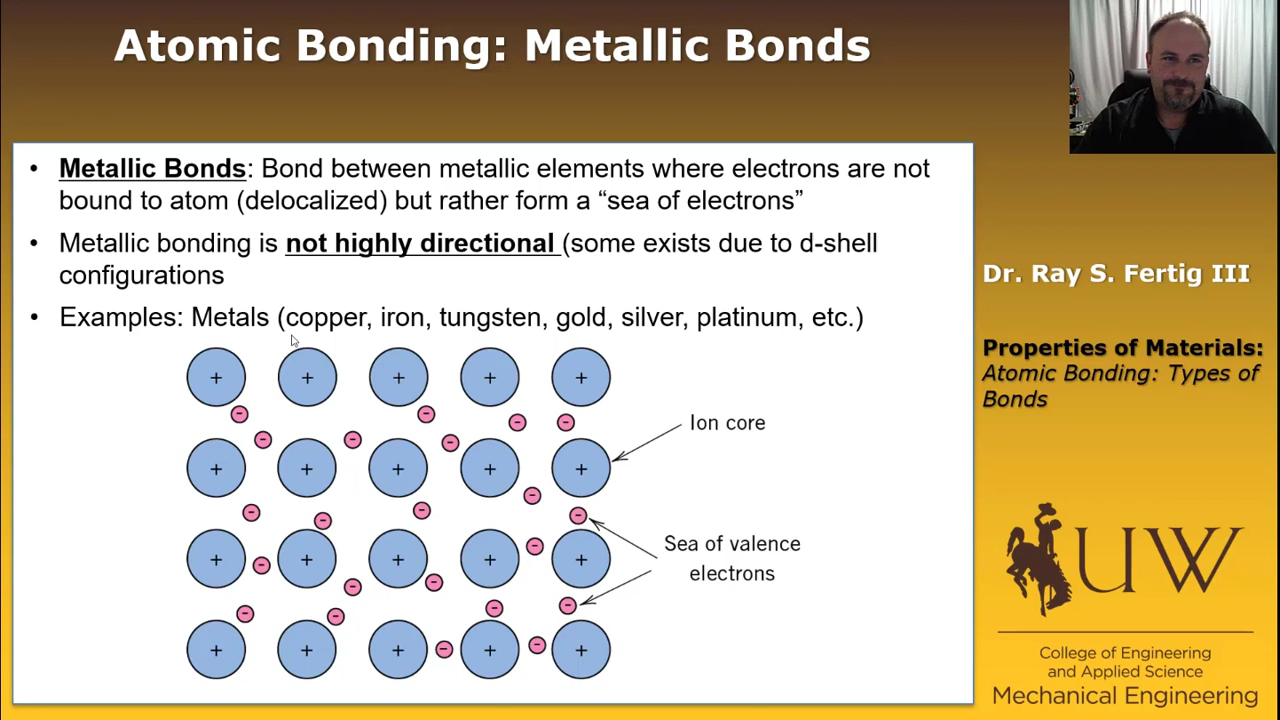 Atomic Bonding: Metallic Bonds
• Metallic Bonds: Bond between metallic elements where electrons are not
bound to atom (delocalized) but rather form a “sea of electrons”
• Metallic bonding is not highly directional (some exists due to d-shell
configurations
• Examples: Metals (copper, iron, tungsten, gold, silver, platinum, etc.)
+ + + + +
- - - -
Ion core
- - -
+ + + + +
-
- - - -
Sea of valence
electrons
-
+ + + + +
- - -
- - - -
- -
+ + + + +
Dr. Ray S. Fertig III
Properties of Materials:
Atomic Bonding: Types of
Bonds
UW
College of Engineering
and Applied Science
Mechanical Engineering